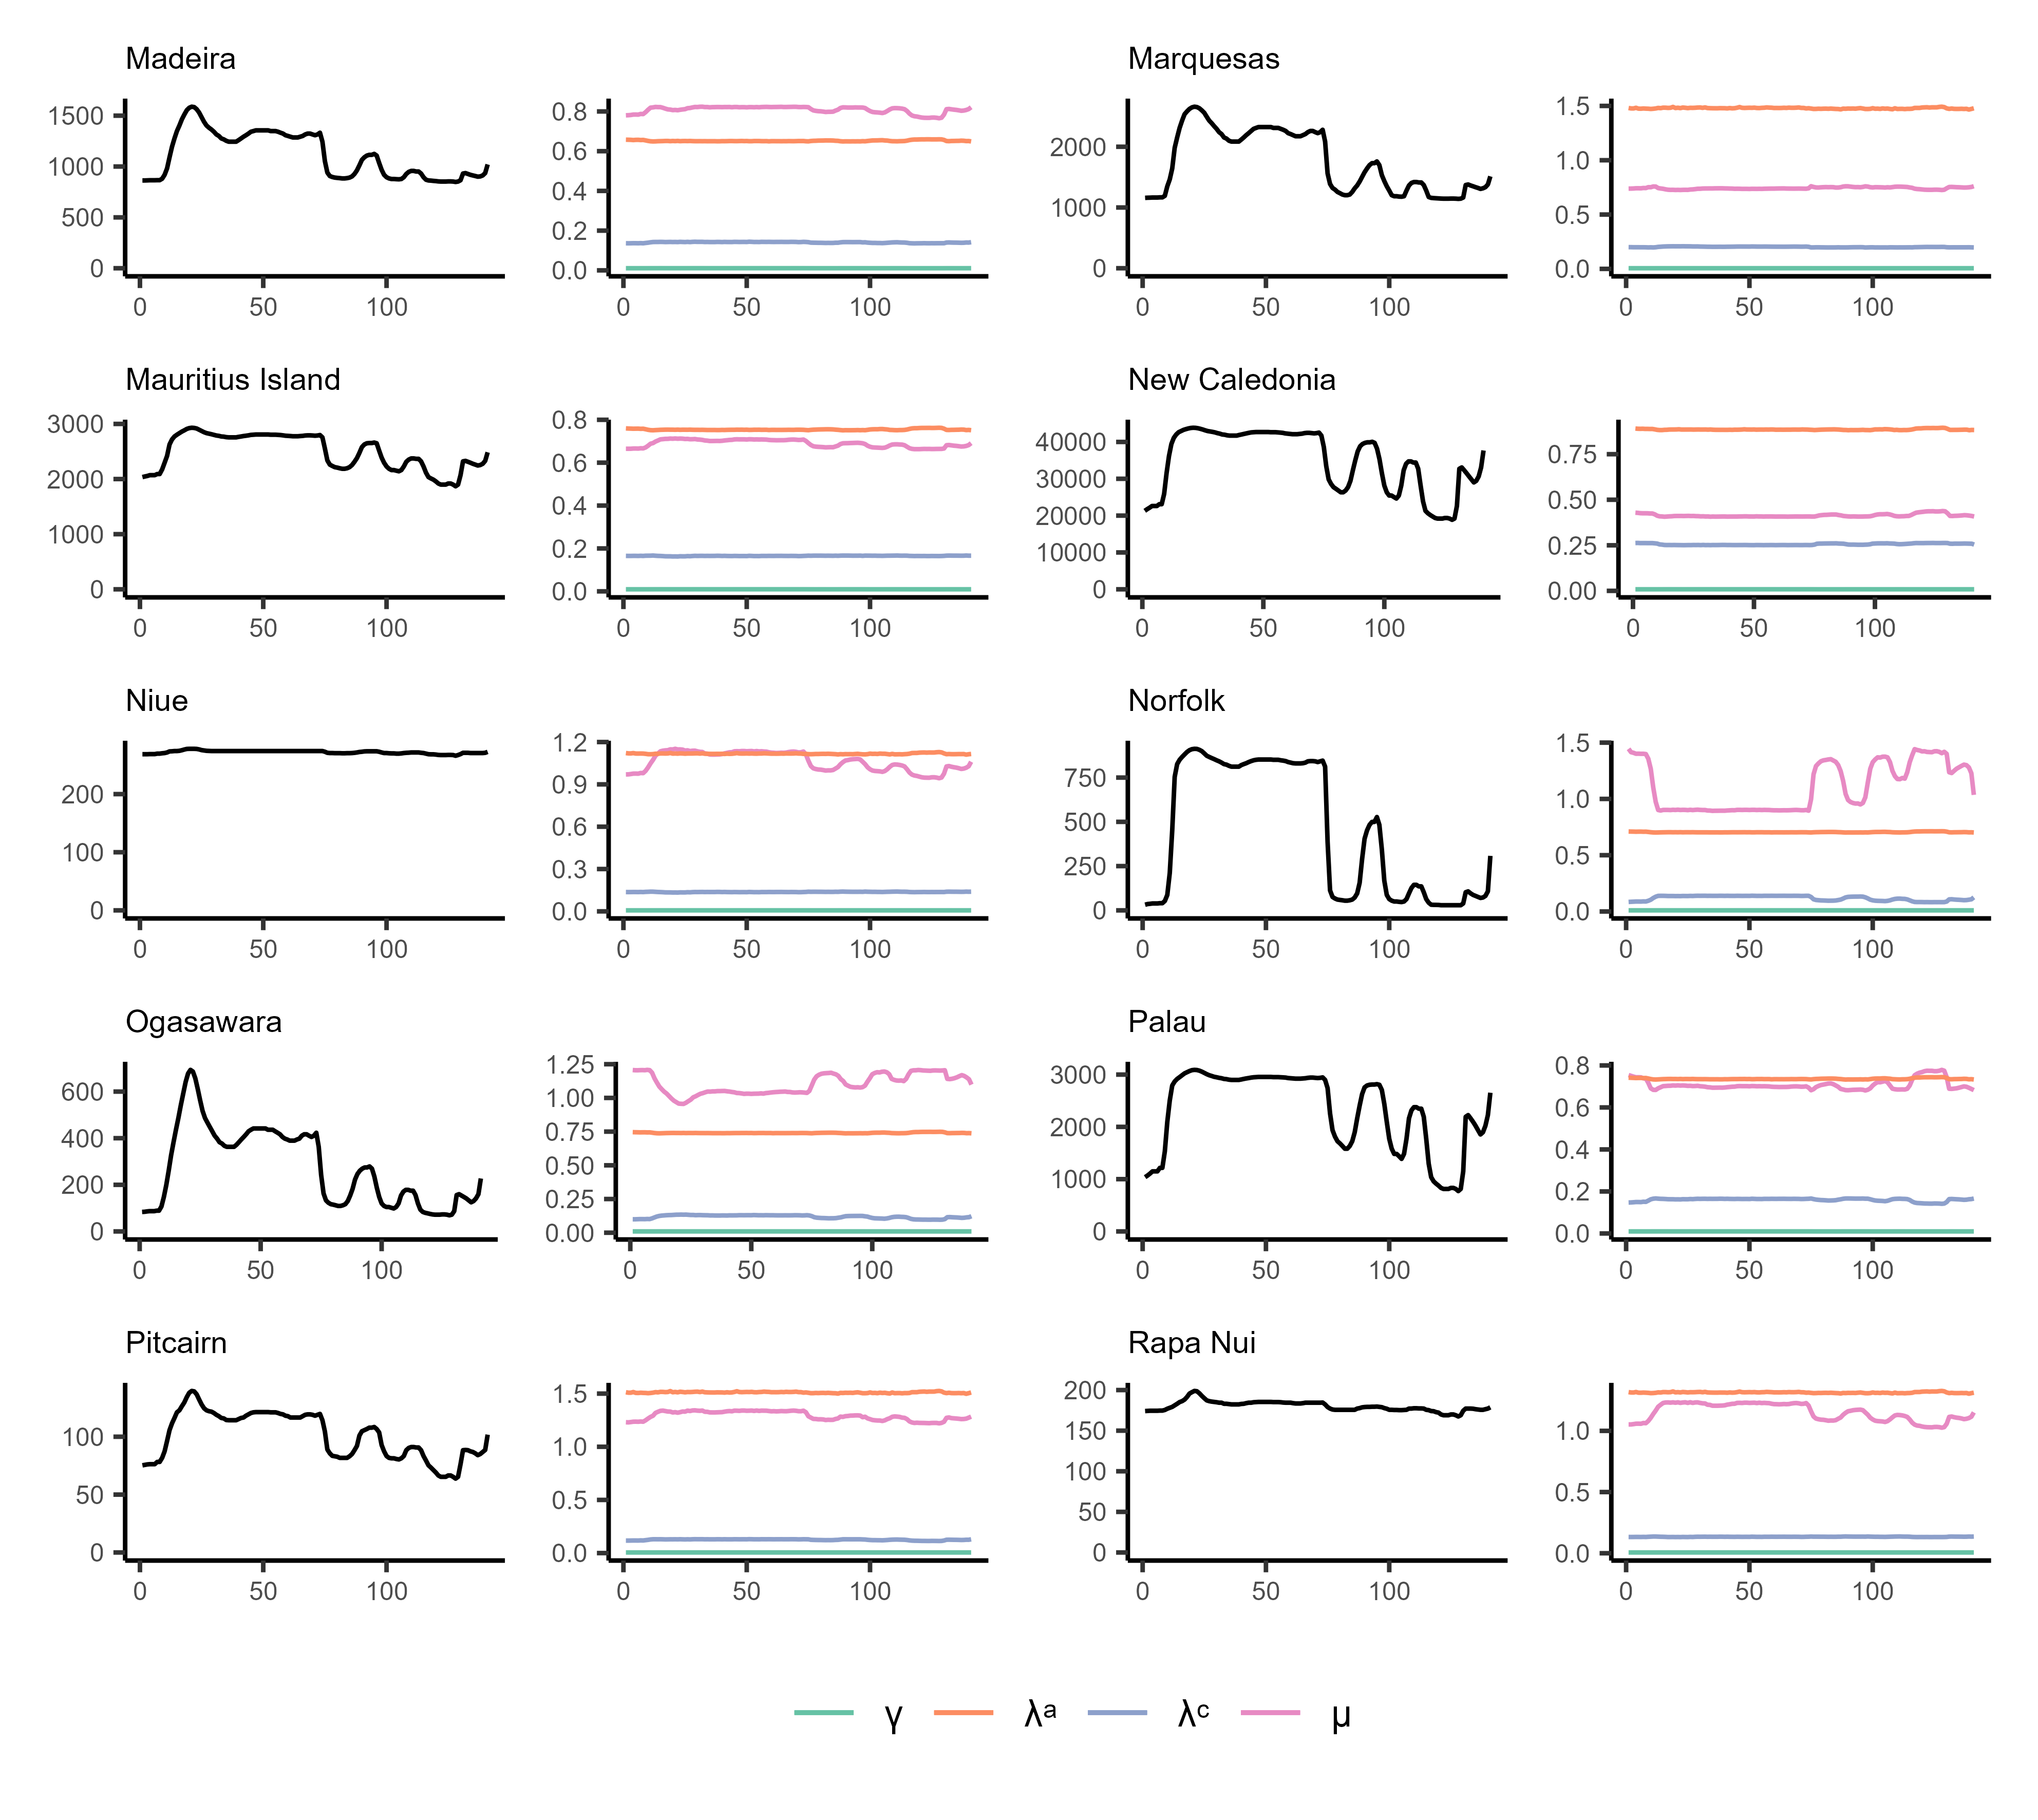 Madeira
Marquesas
1500
1000
500
0
0 50 100
0.8
0.6
0.4
0.2
0.0
0 50 100
2000
1000
0
0 50 100
1.5
1.0
0.5
0.0
0 50 100
Mauritius Island
New Caledonia
3000
2000
1000
0
0 50 100
0.8
0.6
0.4
0.2
0.0
0 50 100
40000
30000
20000
10000
0
0 50 100
0.75
0.50
0.25
0.00
0 50 100
Niue
Norfolk
200
100
0
0 50 100
1.2
0.9
0.6
0.3
0.0
0 50 100
750
500
250
0
0 50 100
1.5
1.0
0.5
0.0
0 50 100
Ogasawara
Palau
600
400
200
0
0 50 100
1.25
1.00
0.75
0.50
0.25
0.00
0 50 100
3000
2000
1000
0
0 50 100
0.8
0.6
0.4
0.2
0.0
0 50 100
Pitcairn
Rapa Nui
100
50
0
0 50 100
1.5
1.0
0.5
0.0
0 50 100
200
150
100
50
0
0 50 100
1.0
0.5
0.0
0 50 100
γ λᵃ λᶜ μ